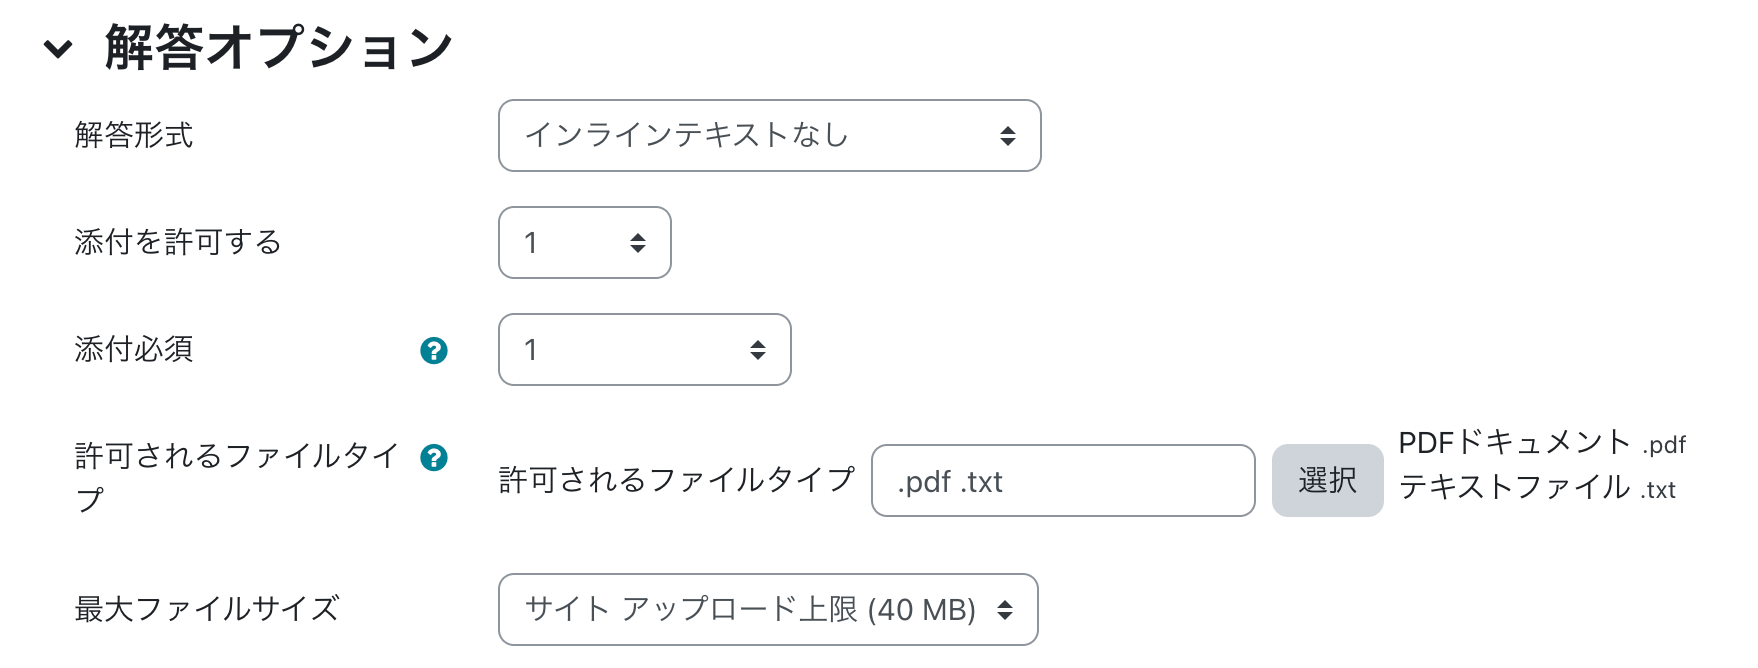 解答オプション
解答形式
インラインテキストなし
添付を許可する
1
添付必須
?
1
許可されるファイルタイ
プ
?
許可されるファイルタイプ
.pdf .txt
選択
PDFドキュメント .pdf
テキストファイル .txt
最大ファイルサイズ
サイト アップロード上限 (40 MB)